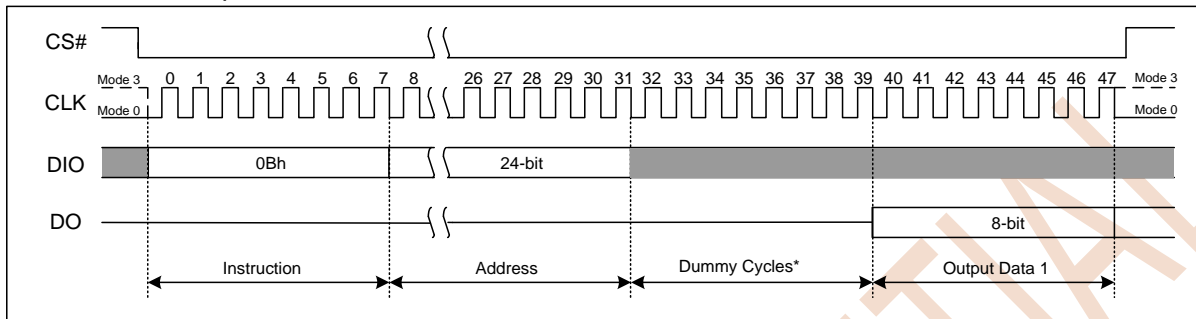 CS#
Mode 3 0 1 2 3 4 5 6 7 8 26 27 28 29 30 31 32 33 34 35 36 37 38 39 40 41 42 43 44 45 46 47 Mode 3
CLK
Mode 0 Mode 0
DIO 0Bh 24-bit
DO 8-bit
Instruction Address Dummy Cycles* Output Data 1